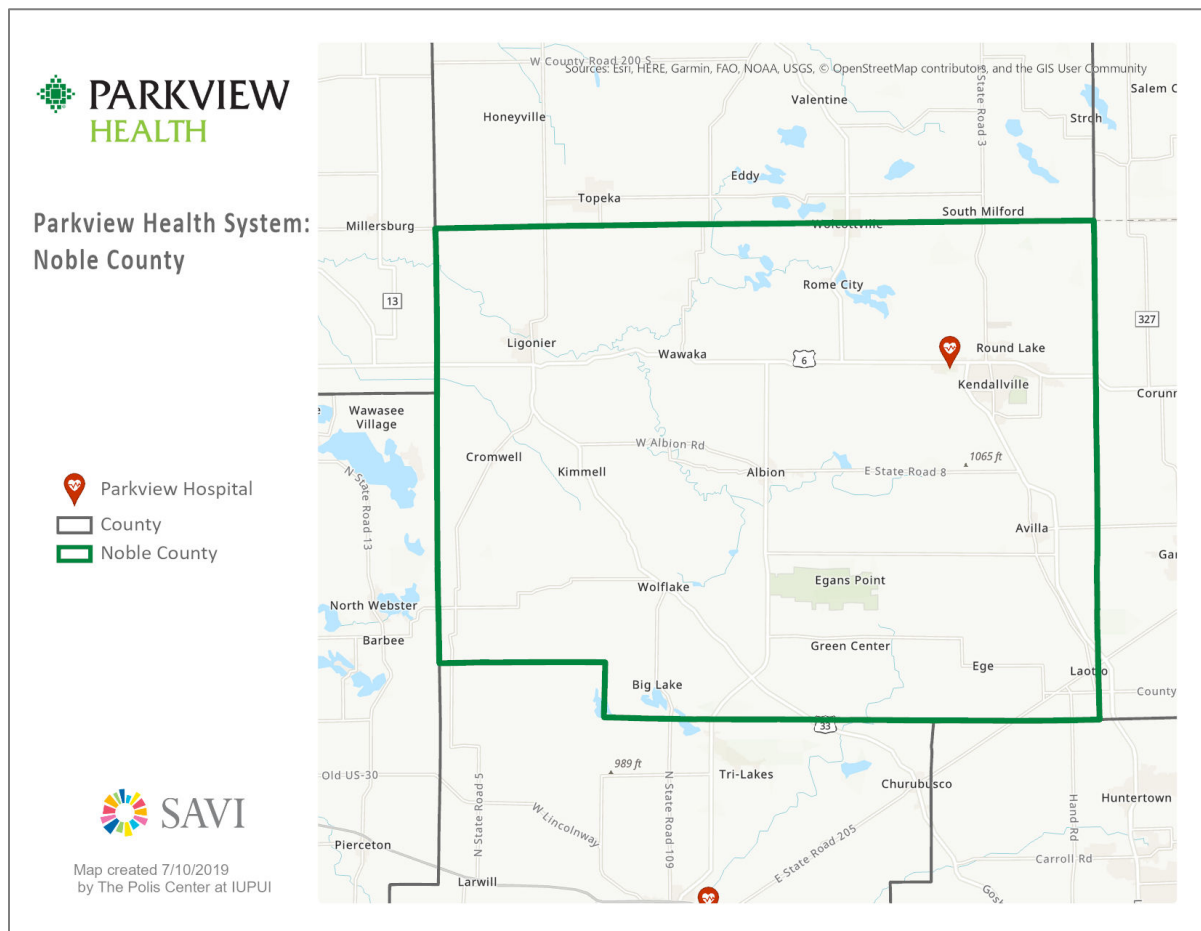 PARKVIEW
HEALTH
Parkview Health System:
Noble County
Parkview Hospital
County
Noble County
SAVI
Map created 7/10/2019
by The Polis Center at IUPUI
W County Road 200 S
Sources: Esri, HERE, Garmin, FAO, NOAA, USGS, © OpenStreetMap contributors, and the GIS User Community
Valentine
Salem C
Honeyville
State Road 3
Stroh
Eddy
Topeka
South Milford
Millersburg
Wolcottville
13
Rome City
327
Ligonier
Wawaka
6
Round Lake
Kendallville
Corunn
Wawasee
Village
W Albion Rd
1065 ft
Cromwell
Kimmell
Albion
E State Road 8
N State Road 13
Avilla
Gar
Wolflake
Egans Point
North Webster
Barbee
Green Center
Ege
Laotto
Big Lake
County
33
989 ft
Old US-30
Tri-Lakes
Churubusco
Huntertown
N State Road 5
W Lincolnway
N State Road 109
E State Road 205
Hand Rd
Pierceton
Carroll Rd
Larwill
Gosh